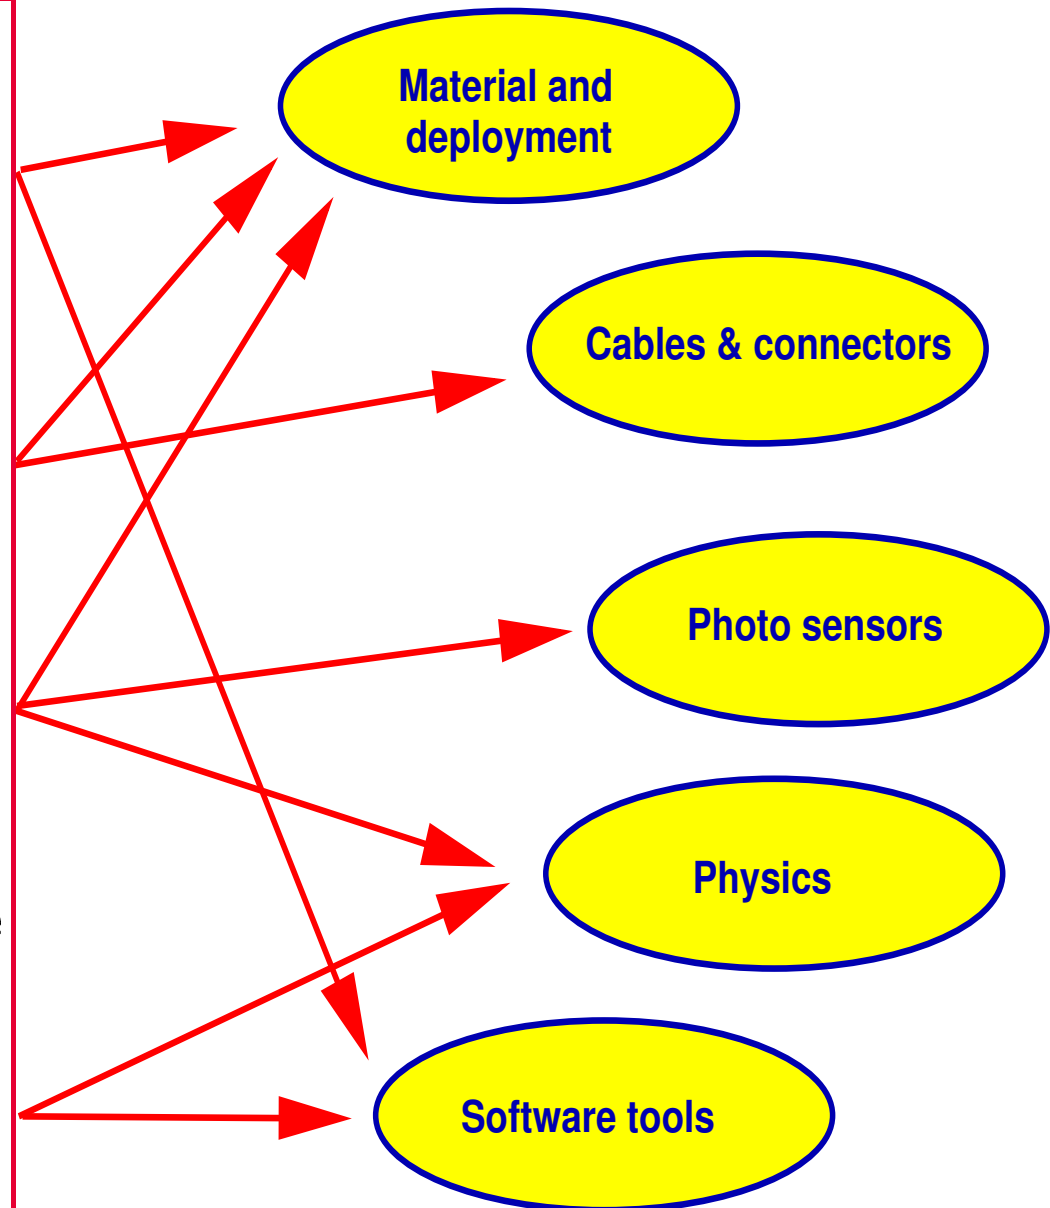 Material and
deployment
Cables & connectors
Photo sensors
Physics
Software tools